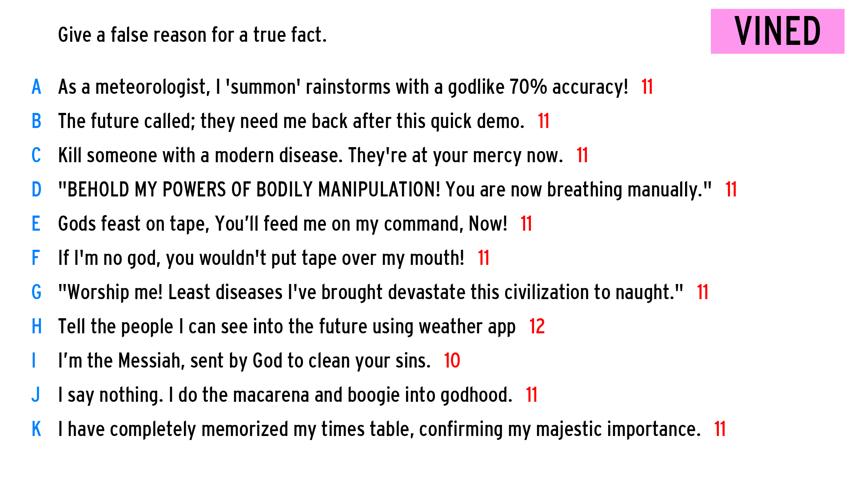 Give a false reason for a true fact.
VINED
A As a meteorologist, I 'summon' rainstorms with a godlike 70% accuracy! 11
B The future called; they need me back after this quick demo. 11
C Kill someone with a modern disease. They're at your mercy now. 11
D "BEHOLD MY POWERS OF BODILY MANIPULATION! You are now breathing manually." 11
E Gods feast on tape, You’ll feed me on my command, Now! 11
F If I'm no god, you wouldn't put tape over my mouth! 11
G "Worship me! Least diseases I've brought devastate this civilization to naught." 11
H Tell the people I can see into the future using weather app 12
I I’m the Messiah, sent by God to clean your sins. 10
J I say nothing. I do the macarena and boogie into godhood. 11
K I have completely memorized my times table, confirming my majestic importance. 11